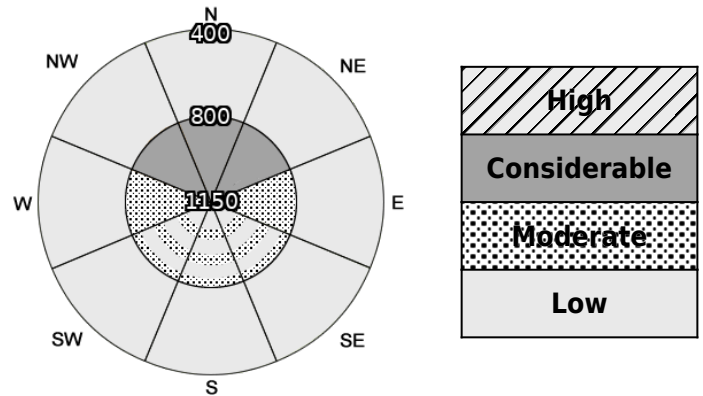 N
400
NW
NE
800
W
1150
E
SW
SE
S
High
Considerable
Moderate
Low